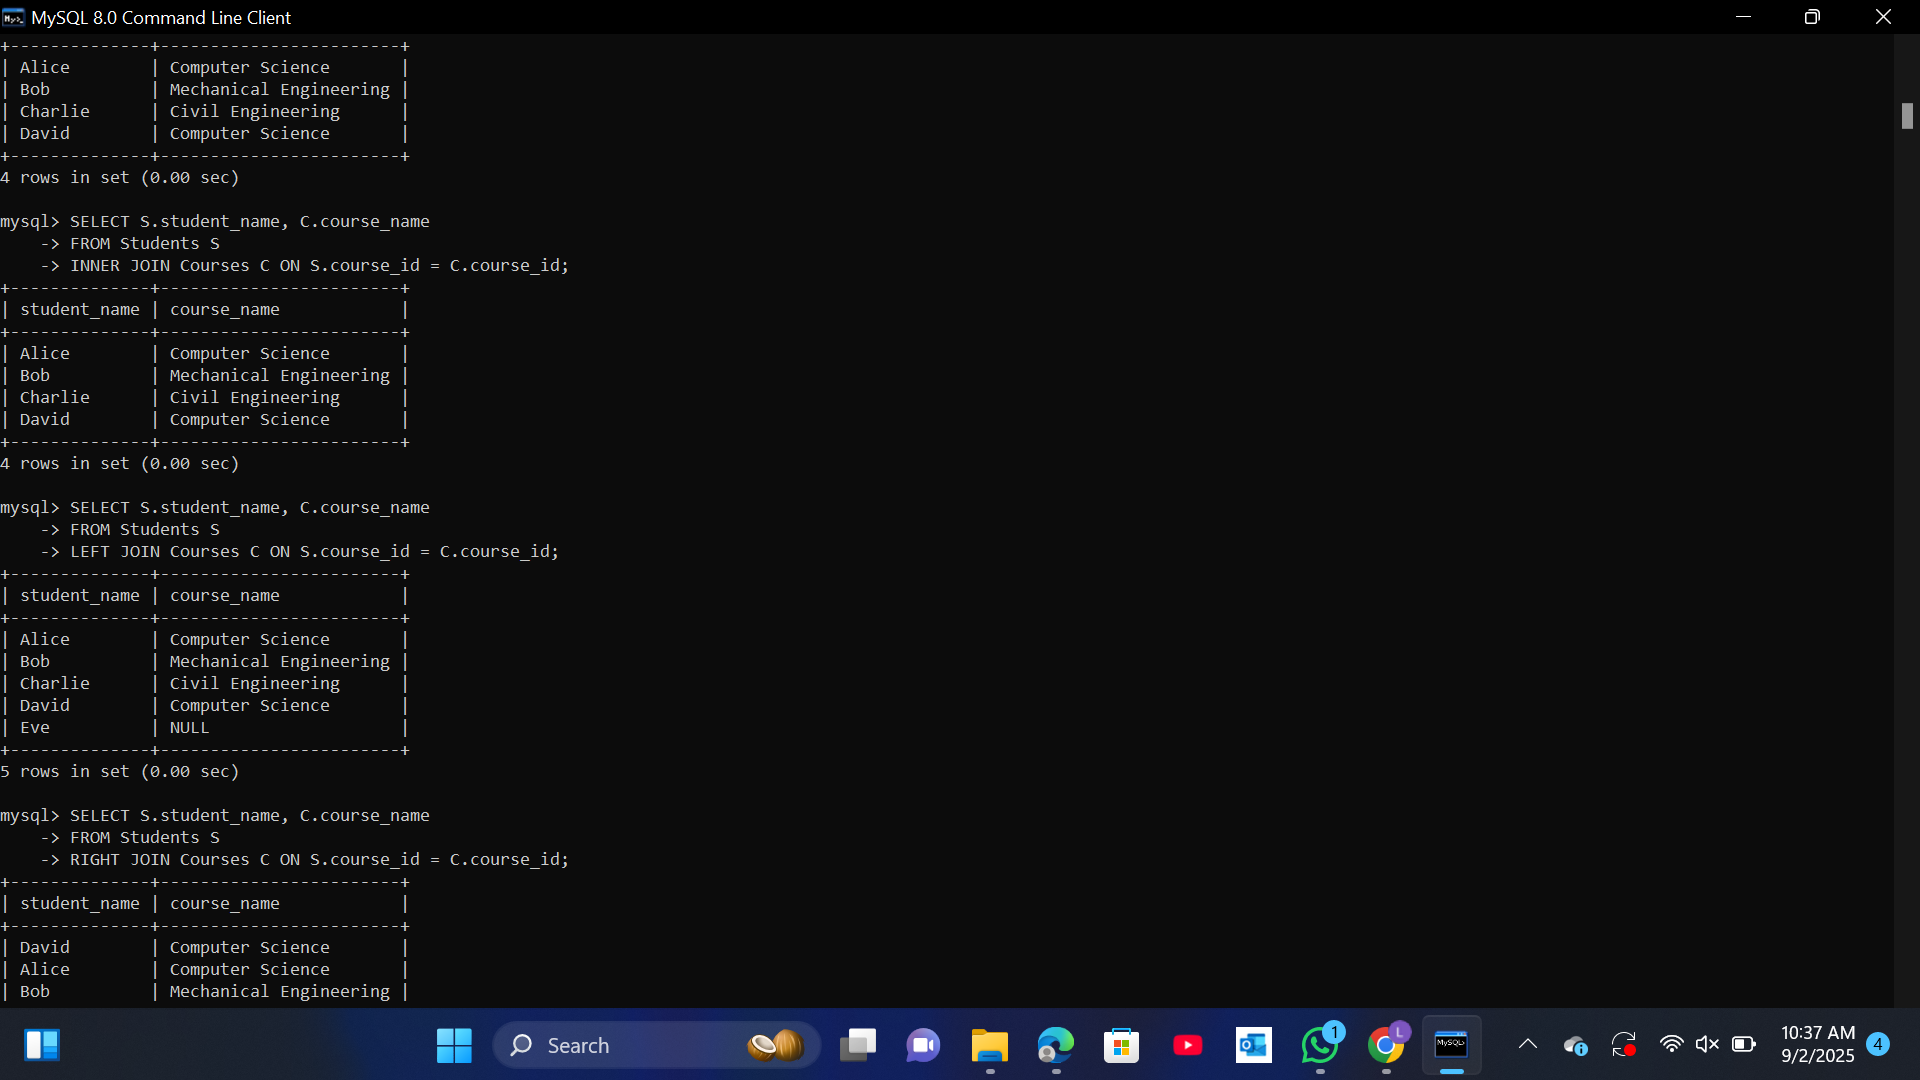 MySQL 8.0 Command Line Client
+--------------+------------------------+
| Alice        | Computer Science       |
| Bob          | Mechanical Engineering |
| Charlie      | Civil Engineering      |
| David        | Computer Science       |
+--------------+------------------------+
4 rows in set (0.00 sec)
mysql> SELECT S.student_name, C.course_name
    -> FROM Students S
    -> INNER JOIN Courses C ON S.course_id = C.course_id;
+--------------+------------------------+
| student_name | course_name            |
+--------------+------------------------+
| Alice        | Computer Science       |
| Bob          | Mechanical Engineering |
| Charlie      | Civil Engineering      |
| David        | Computer Science       |
+--------------+------------------------+
4 rows in set (0.00 sec)
mysql> SELECT S.student_name, C.course_name
    -> FROM Students S
    -> LEFT JOIN Courses C ON S.course_id = C.course_id;
+--------------+------------------------+
| student_name | course_name            |
+--------------+------------------------+
| Alice        | Computer Science       |
| Bob          | Mechanical Engineering |
| Charlie      | Civil Engineering      |
| David        | Computer Science       |
| Eve          | NULL                   |
+--------------+------------------------+
5 rows in set (0.00 sec)
mysql> SELECT S.student_name, C.course_name
    -> FROM Students S
    -> RIGHT JOIN Courses C ON S.course_id = C.course_id;
+--------------+------------------------+
| student_name | course_name            |
+--------------+------------------------+
| David        | Computer Science       |
| Alice        | Computer Science       |
| Bob          | Mechanical Engineering |
Search
1
L
MySQL>
10:37 AM
9/2/2025
4